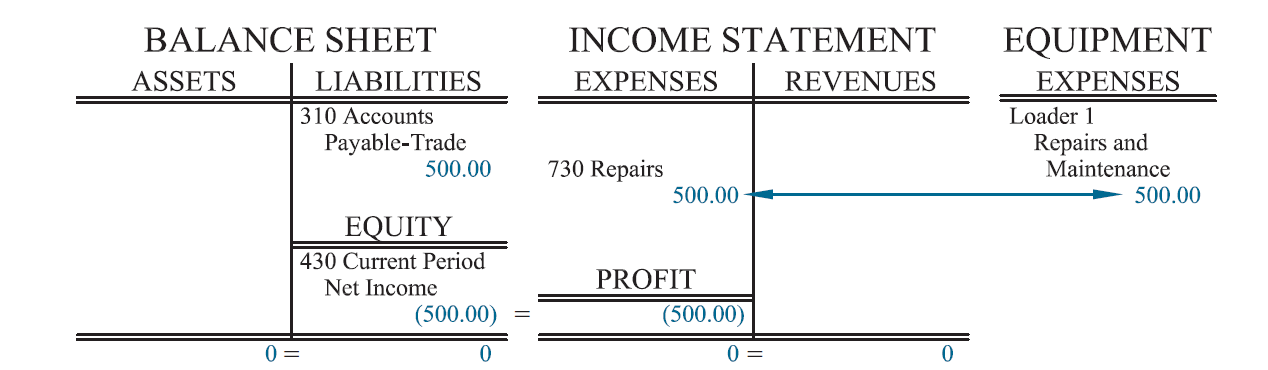 BALANCE SHEET
INCOME STATEMENT
EQUIPMENT
ASSETS
LIABILITIES
EXPENSES
REVENUES
EXPENSES
310 Accounts
Payable-Trade
500.00
730 Repairs
500.00
Loader 1
Repairs and
Maintenance
500.00
EQUITY
430 Current Period
Net Income
(500.00) =
PROFIT
(500.00)
0 = 0
0 = 0